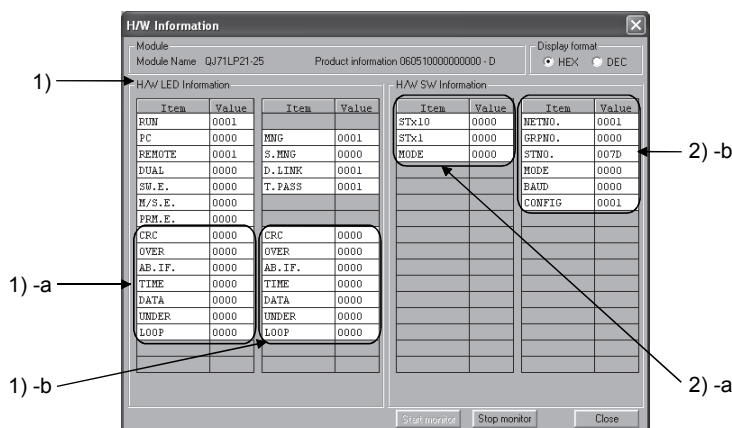 H/W Information
Module
Module Name QJ71LP21-25 Product information 060510000000000 - D
Display format
HEX DEC
1)
H/W LED Information
Item Value Item Value
RUN 0001
PC 0000 MNG 0001
REMOTE 0001 S.MNG 0000
DUAL 0000 D.LINK 0001
SW.E. 0000 T.PASS 0001
M/S.E. 0000
PRM.E. 0000
CRC 0000 CRC 0000
OVER 0000 OVER 0000
AB.IF. 0000 AB.IF. 0000
TIME 0000 TIME 0000
DATA 0000 DATA 0000
UNDER 0000 UNDER 0000
LOOP 0000 LOOP 0000
1) -a
1) -b
H/W SW Information
Item Value Item Value
STx10 0000 NETNO. 0001
STx1 0000 GRPNO. 0000
MODE 0000 STNO. 007D
MODE 0000
BAUD 0000
CONFIG 0001
2) -b
2) -a
Start monitor Stop monitor Close